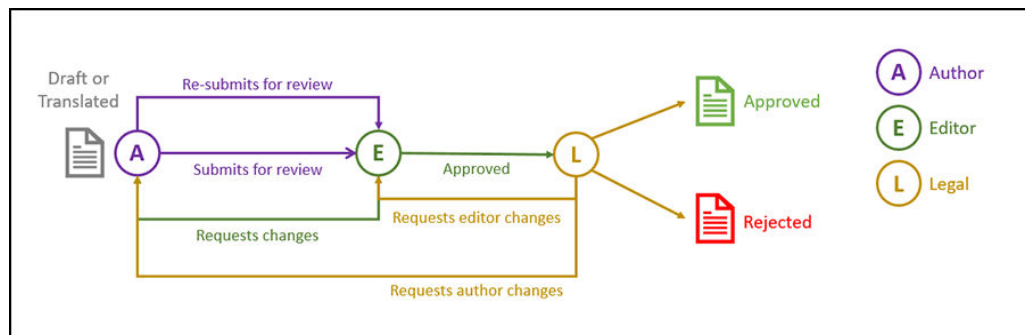 Draft or
Translated
Re-submits for review
A
Submits for review
E
Approved
L
Requests changes
Requests editor changes
Requests author changes
Approved
Rejected
A Author
E Editor
L Legal